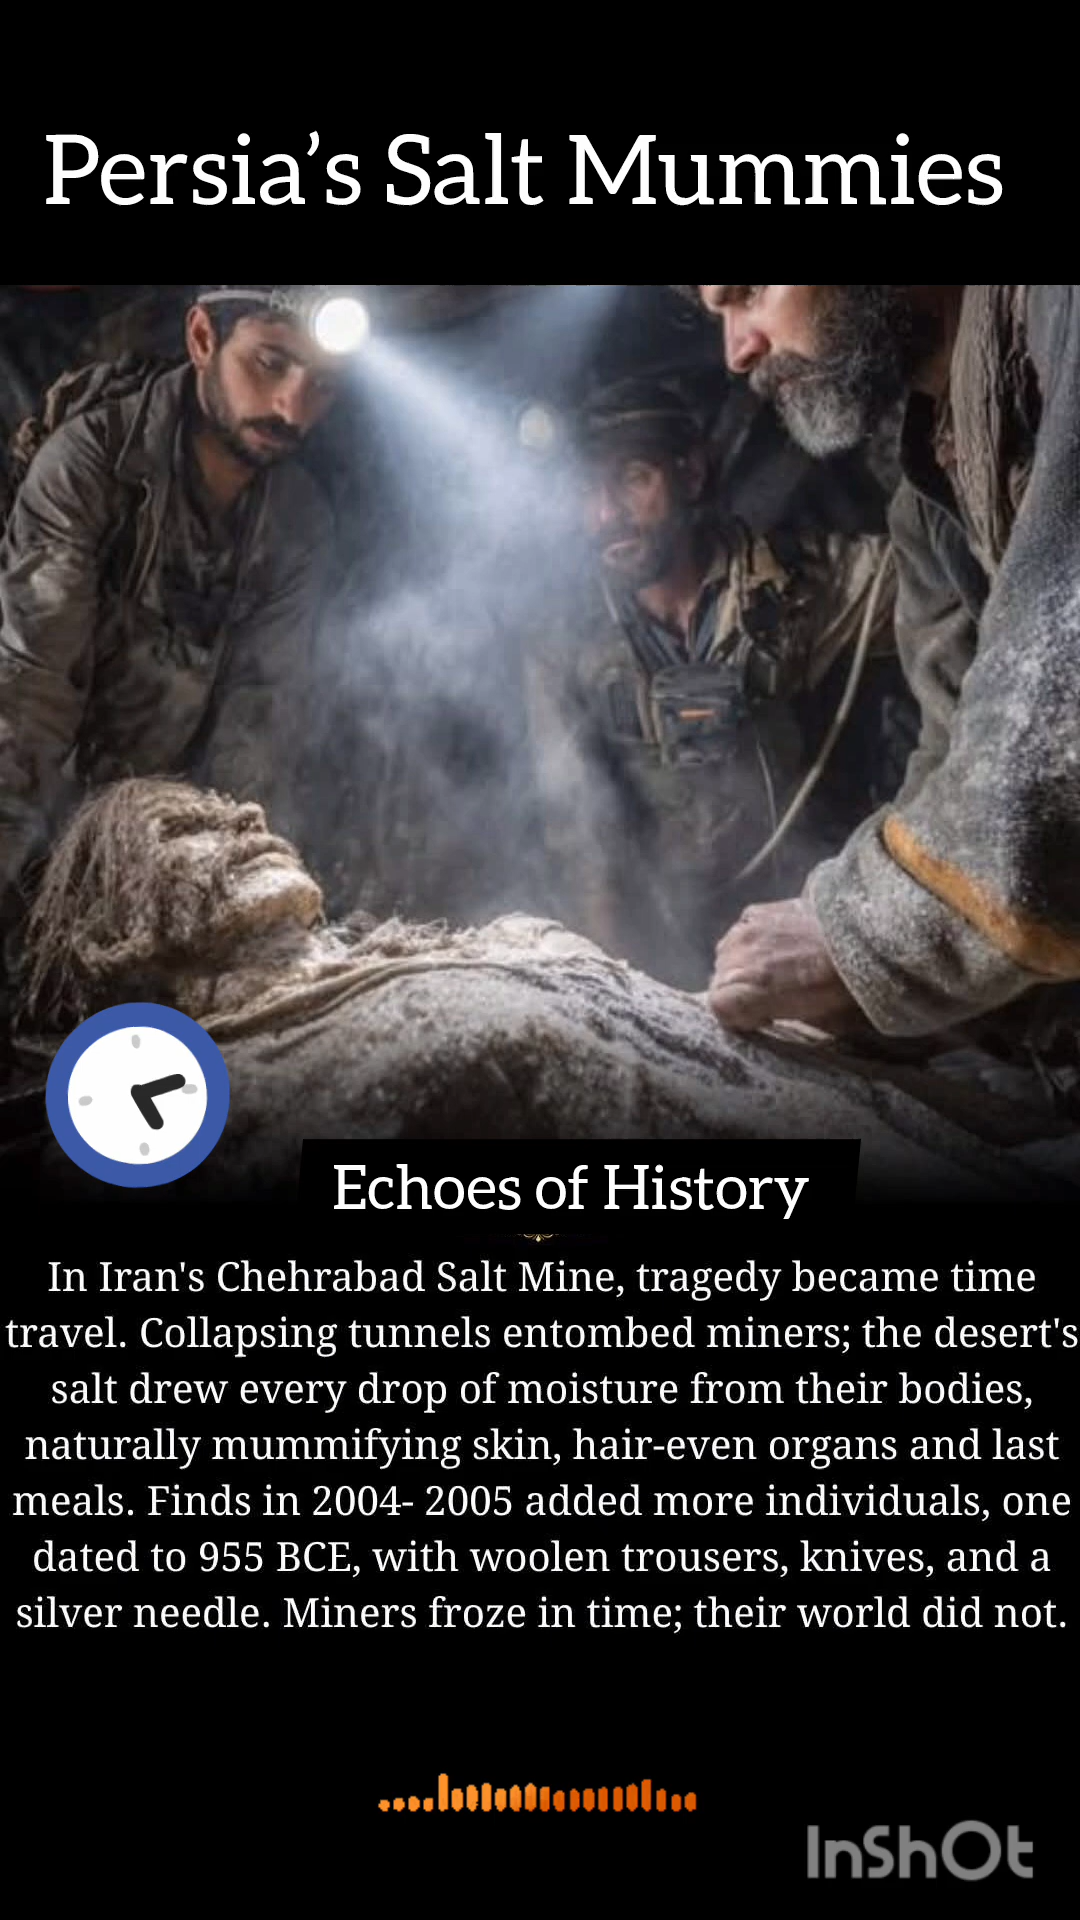 Persia’s Salt Mummies
Echoes of History
In Iran's Chehrabad Salt Mine, tragedy became time
travel. Collapsing tunnels entombed miners; the desert's
salt drew every drop of moisture from their bodies,
naturally mummifying skin, hair-even organs and last
meals. Finds in 2004- 2005 added more individuals, one
dated to 955 BCE, with woolen trousers, knives, and a
silver needle. Miners froze in time; their world did not.
InShOt